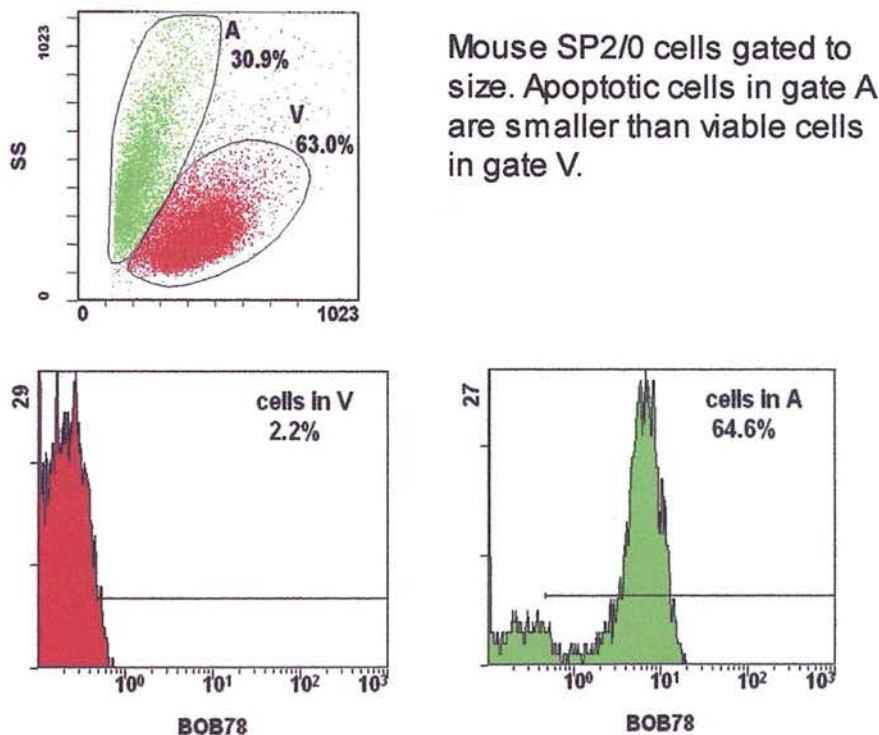 1023
SS
0
A
30.9%
V
63.0%
0
1023
Mouse SP2/0 cells gated to
size. Apoptotic cells in gate A
are smaller than viable cells
in gate V.
29
cells in V
2.2%
10⁰
10¹
10²
10³
BOB78
27
cells in A
64.6%
10⁰
10¹
10²
10³
BOB78